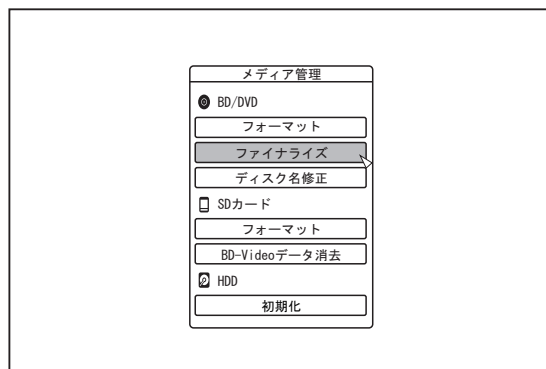 メディア管理
BD/DVD
フォーマット
ファイナライズ
ディスク名修正
SDカード
フォーマット
BD-Videoデータ消去
HDD
初期化